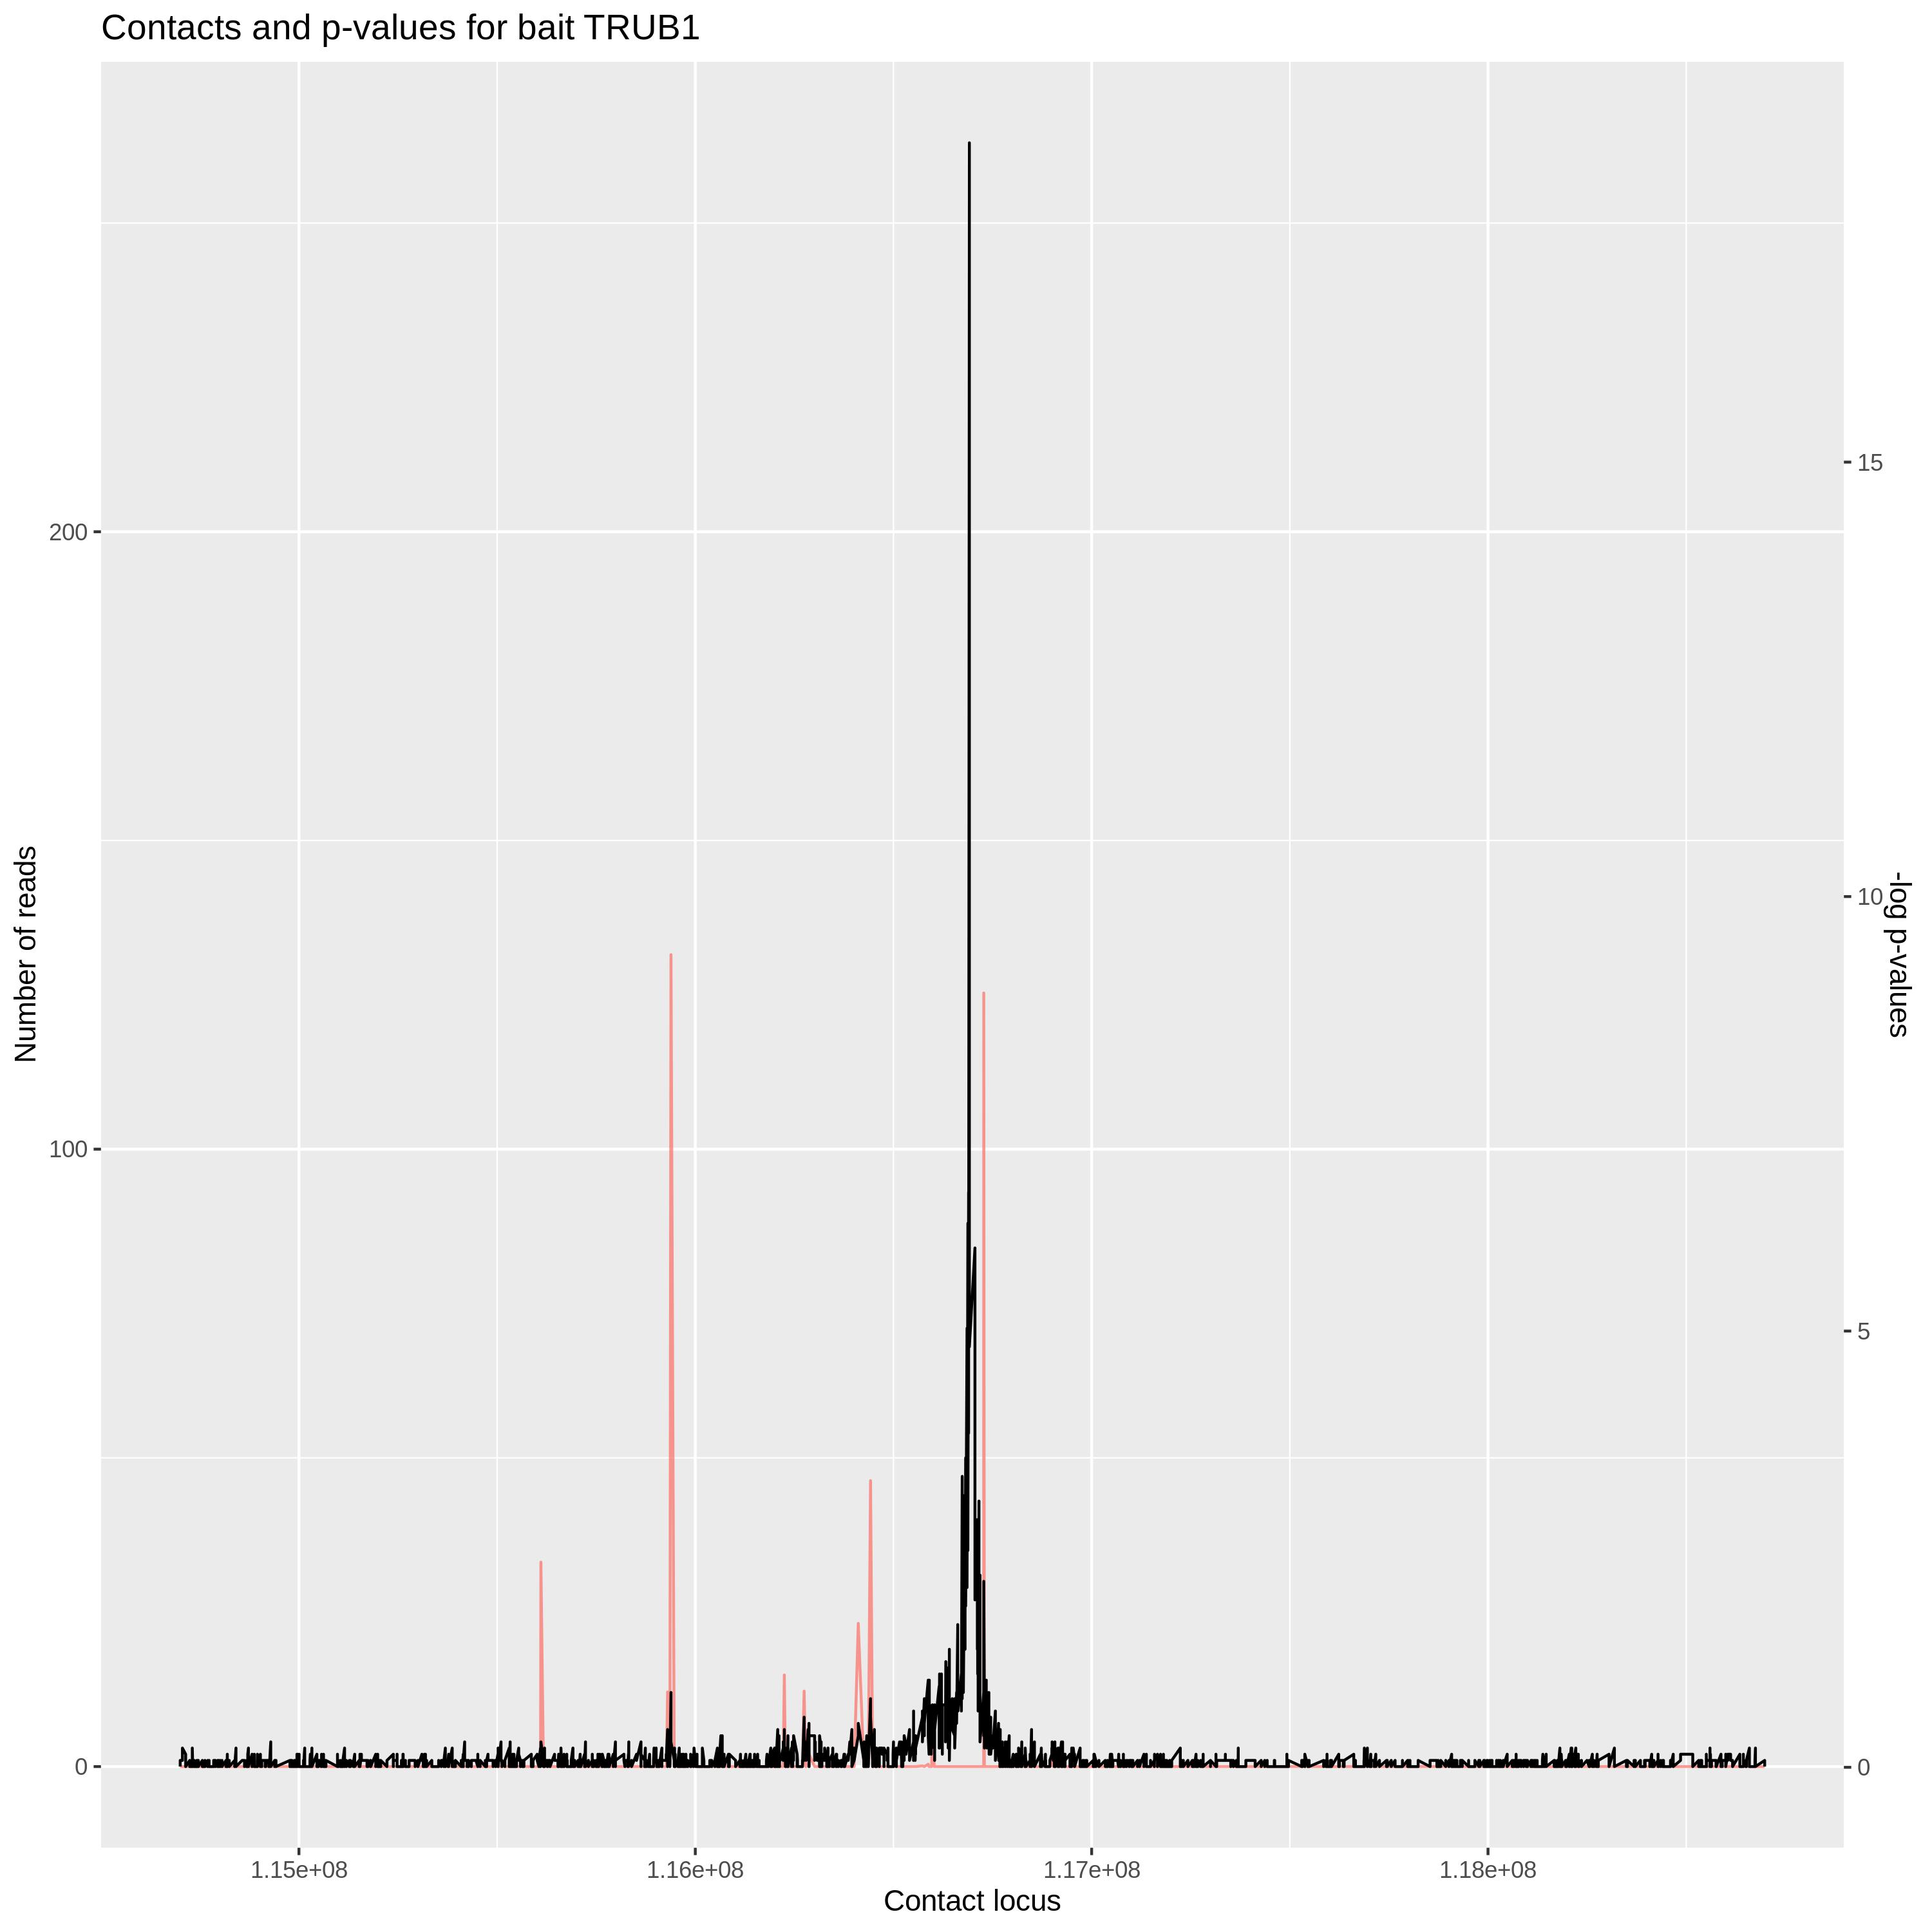 Contacts and p-values for bait TRUB1
Number of reads
200
100
0
15
10
5
0
-log p-values
1.15e+08
1.16e+08
1.17e+08
1.18e+08
Contact locus